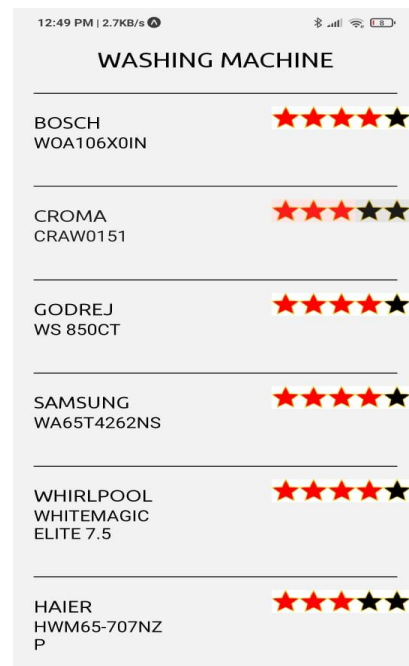 12:49 PM | 2.7KB/s
8
WASHING MACHINE
BOSCH
WOA106X0IN
CROMA
CRAW0151
GODREJ
WS 850CT
SAMSUNG
WA65T4262NS
WHIRLPOOL
WHITEMAGIC
ELITE 7.5
HAIER
HWM65-707NZ
P